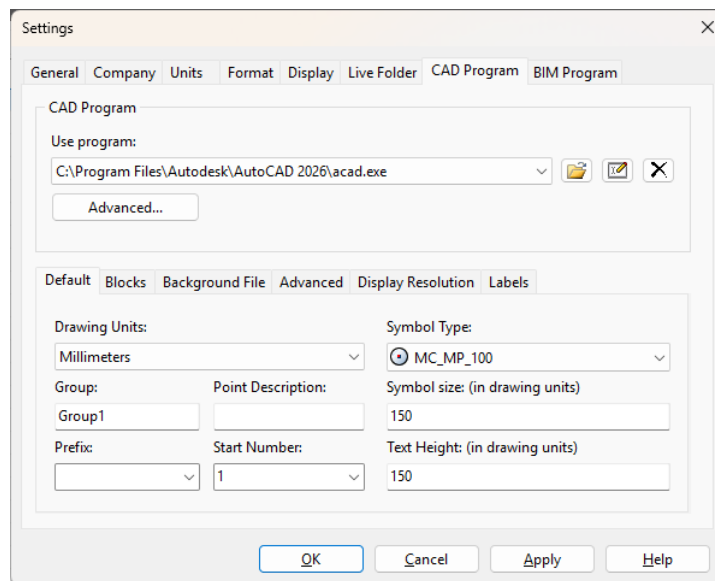 Settings
General Company Units Format Display Live Folder CAD Program BIM Program
CAD Program
Use program:
C:\Program Files\Autodesk\AutoCAD 2026\acad.exe
Advanced...
Default Blocks Background File Advanced Display Resolution Labels
Drawing Units: Symbol Type:
Millimeters MC_MP_100
Group: Point Description: Symbol size: (in drawing units)
Group1 150
Prefix: Start Number: Text Height: (in drawing units)
1 150
OK Cancel Apply Help